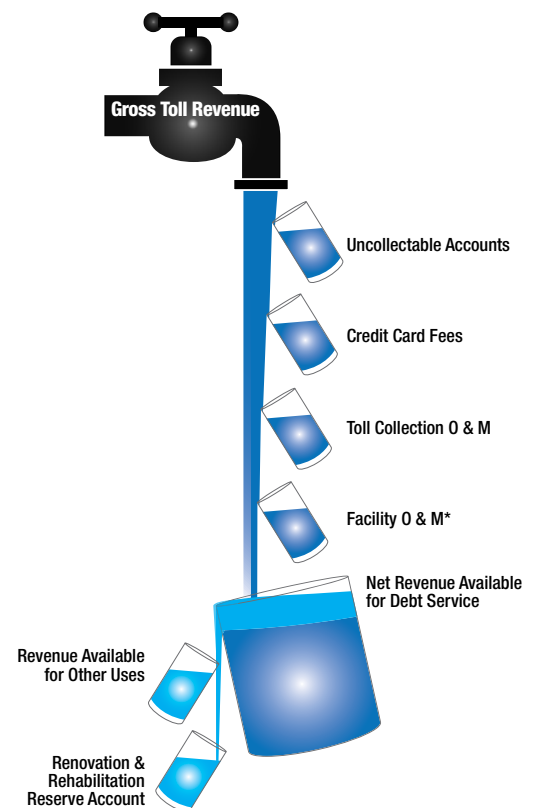 Gross Toll Revenue
Uncollectable Accounts
Credit Card Fees
Toll Collection O & M
Facility O & M*
Net Revenue Available
for Debt Service
Revenue Available
for Other Uses
Renovation &
Rehabilitation
Reserve Account